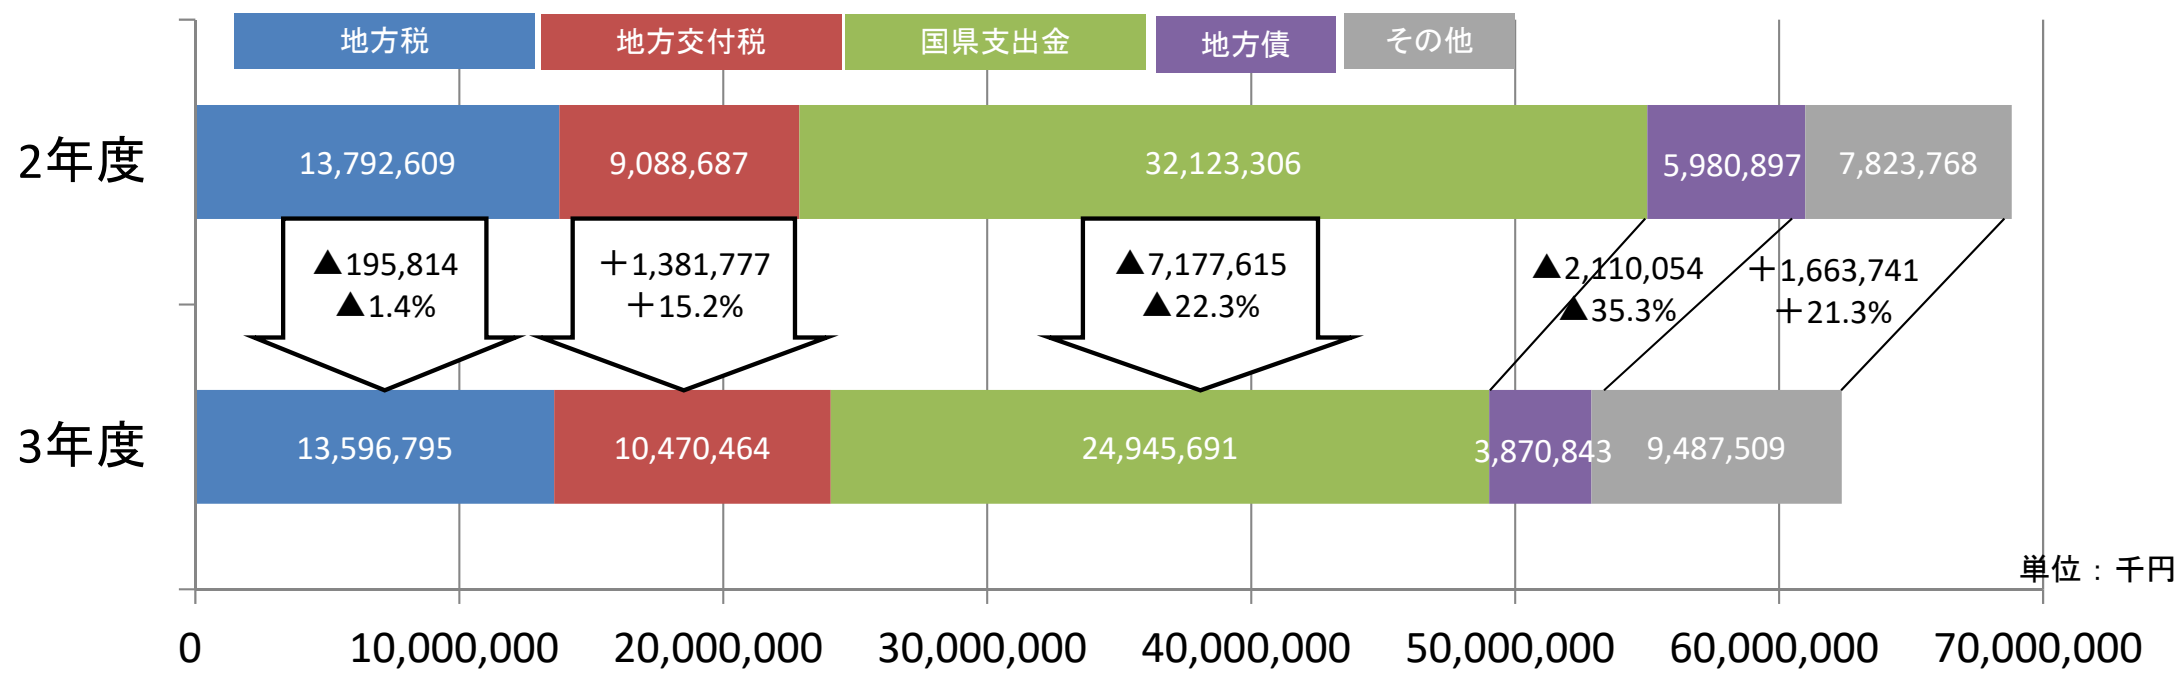 地方税 地方交付税 国県支出金 地方債 その他
2年度 13,792,609 9,088,687 32,123,306 5,980,897 7,823,768
▲195,814 ＋1,381,777 ▲7,177,615 ▲2,110,054 ＋1,663,741
▲1.4% ＋15.2% ▲22.3% ▲35.3% ＋21.3%
3年度 13,596,795 10,470,464 24,945,691 3,870,843 9,487,509
単位：千円
0 10,000,000 20,000,000 30,000,000 40,000,000 50,000,000 60,000,000 70,000,000